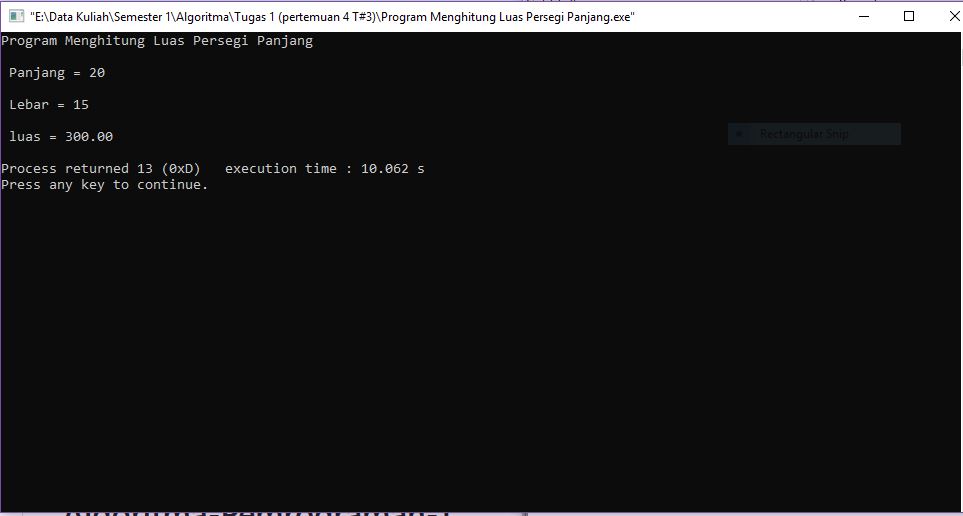 "E:\Data Kuliah\Semester 1\Algoritma\Tugas 1 (pertemuan 4 T#3)\Program Menghitung Luas Persegi Panjang.exe"
Program Menghitung Luas Persegi Panjang
Panjang = 20
Lebar = 15
Rectangular Snip
luas = 300.00
Process returned 13 (0xD)   execution time : 10.062 s
Press any key to continue.